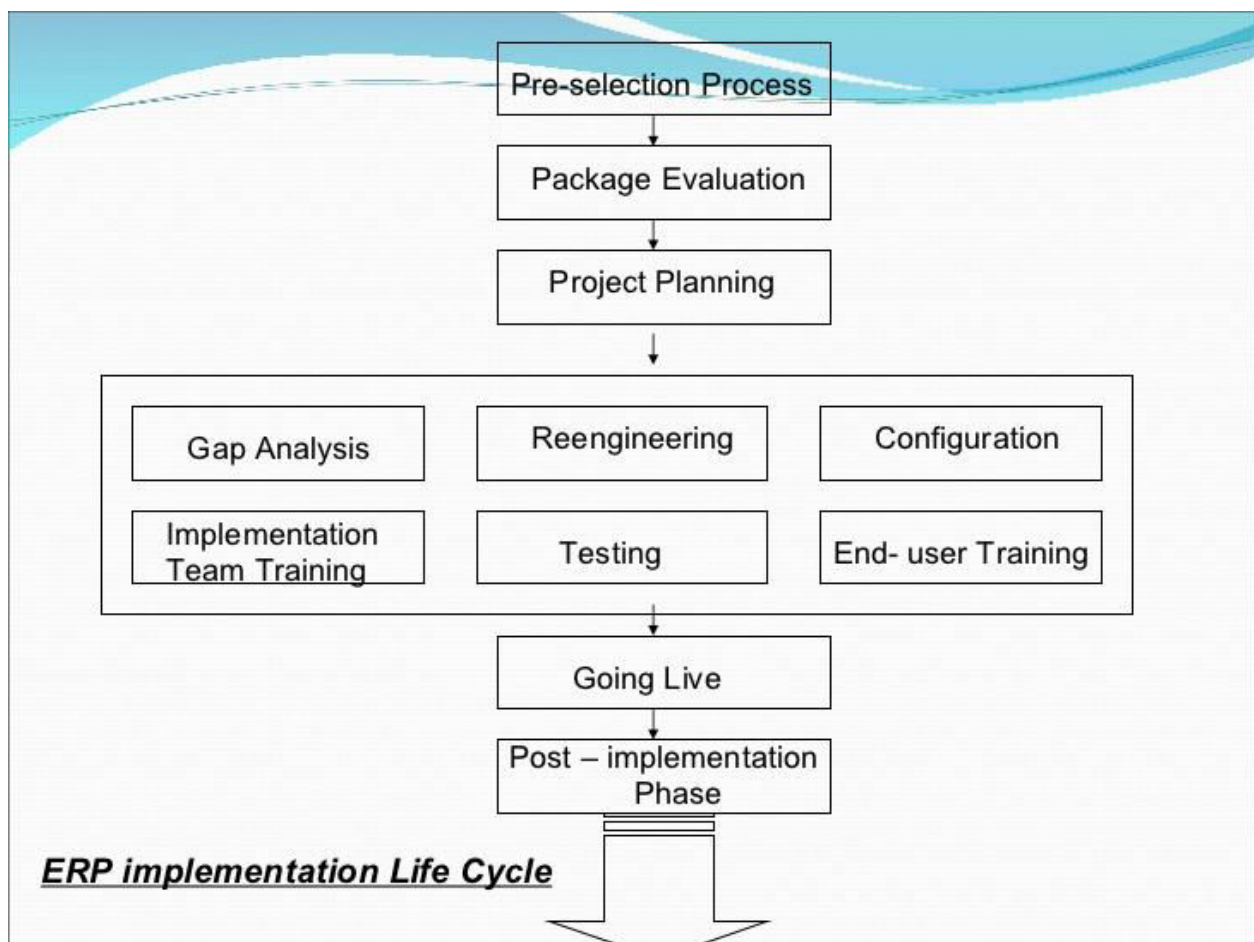 Pre-selection Process
Package Evaluation
Project Planning
Gap Analysis
Reengineering
Configuration
Implementation
Team Training
Testing
End- user Training
Going Live
Post – implementation
Phase
ERP implementation Life Cycle